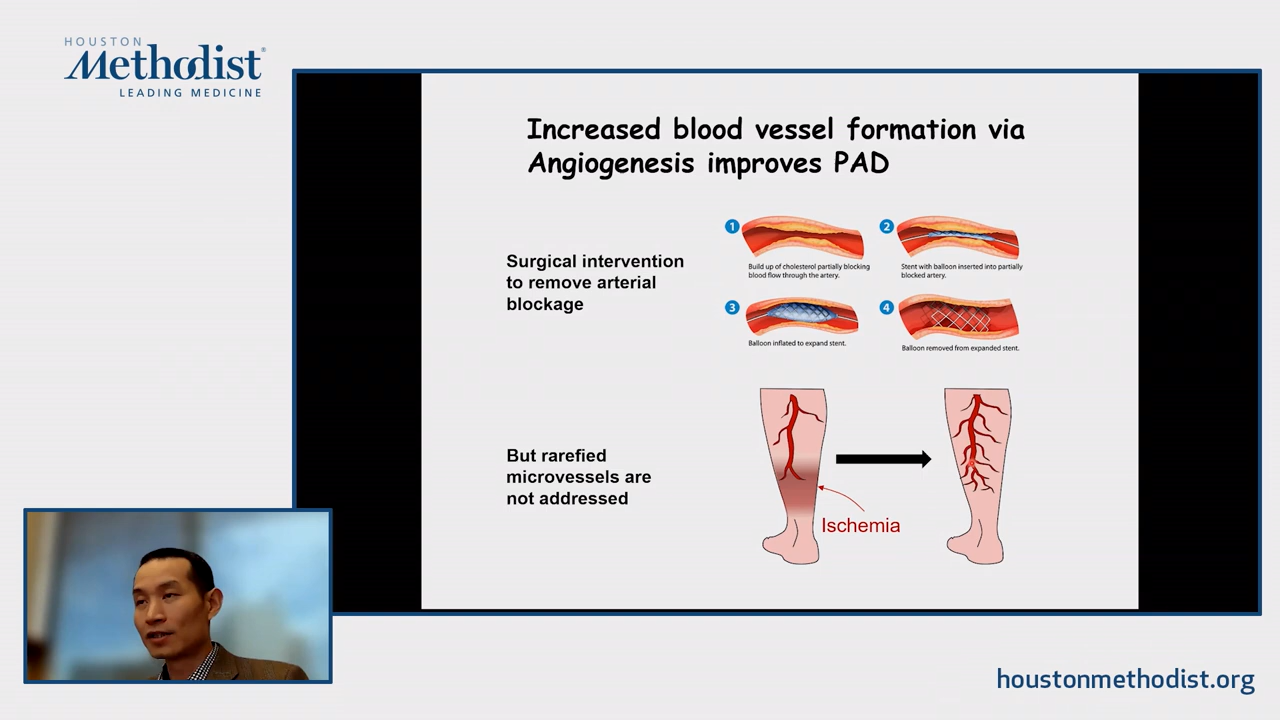 HOUSTON
Methodist®
LEADING MEDICINE
Increased blood vessel formation via
Angiogenesis improves PAD
Surgical intervention
to remove arterial
blockage
1
Build up of cholesterol partially blocking
blood flow through the artery.
2
Stent with balloon inserted into partially
blocked artery.
3
Balloon inflated to expand stent.
4
Balloon removed from expanded stent.
But rarefied
microvessels are
not addressed
Ischemia
houstonmethodist.org